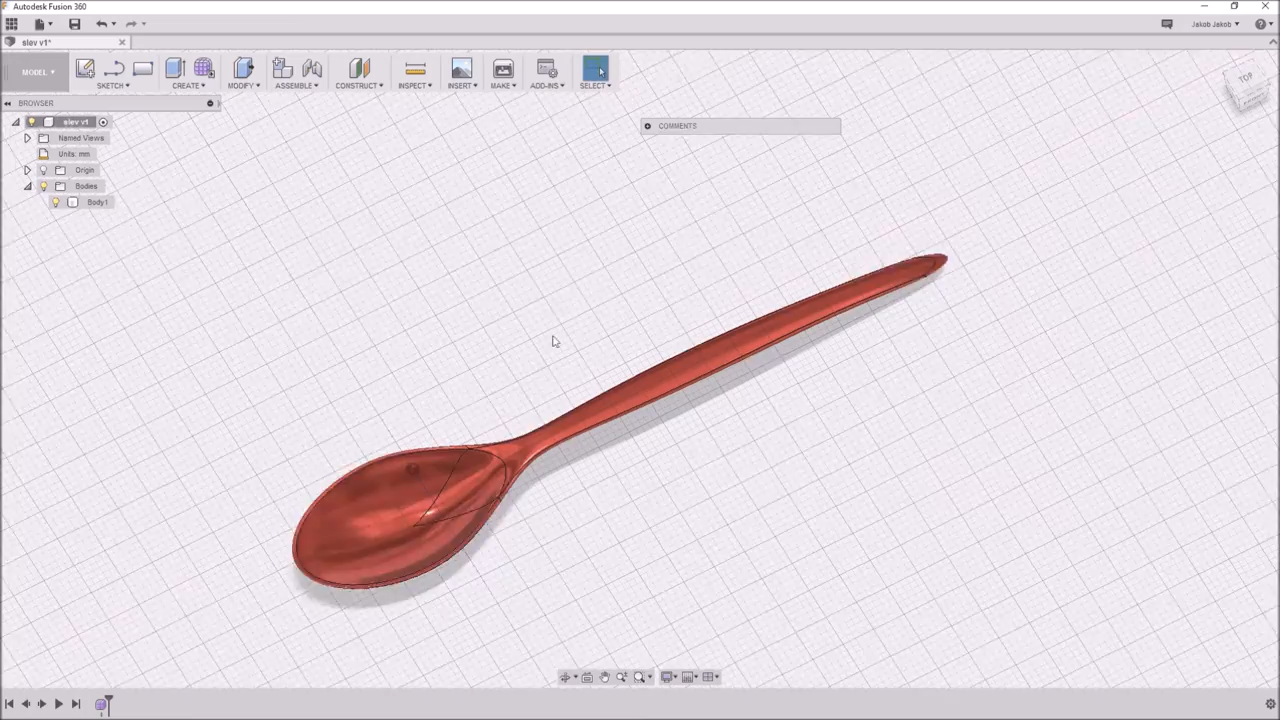 Autodesk Fusion 360
Jakob Jakob
slev v1*
MODEL
SKETCH
CREATE
MODIFY
ASSEMBLE
CONSTRUCT
INSPECT
INSERT
MAKE
ADD-INS
SELECT
TOP
BROWSER
COMMENTS
slev v1
Named Views
Units: mm
Origin
Bodies
Body1